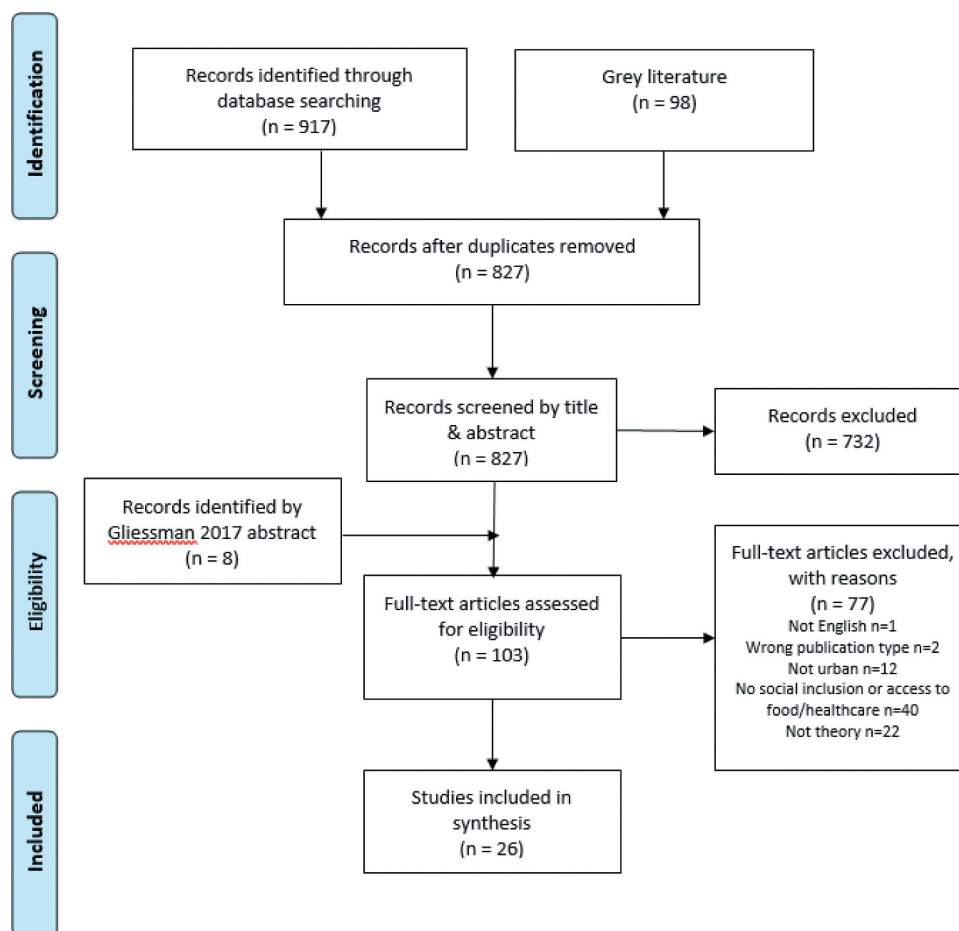 Identification
Records identified through
database searching
(n = 917)
Grey literature
(n = 98)
Records after duplicates removed
(n = 827)
Screening
Records screened by title
& abstract
(n = 827)
Records excluded
(n = 732)
Eligibility
Records identified by
Gliessman 2017 abstract
(n = 8)
Full-text articles assessed
for eligibility
(n = 103)
Full-text articles excluded,
with reasons
(n = 77)
Not English n=1
Wrong publication type n=2
Not urban n=12
No social inclusion or access to
food/healthcare n=40
Not theory n=22
Included
Studies included in
synthesis
(n = 26)